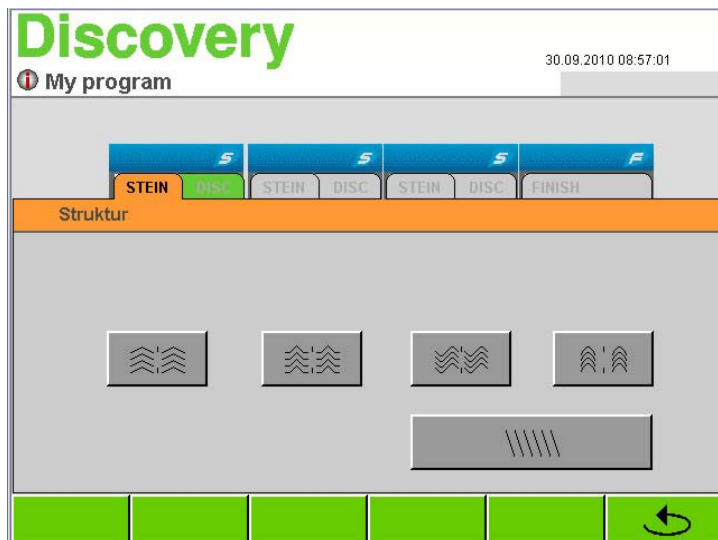 Discovery
30.09.2010 08:57:01
My program
S S S F
STEIN DISC STEIN DISC STEIN DISC FINISH
Struktur